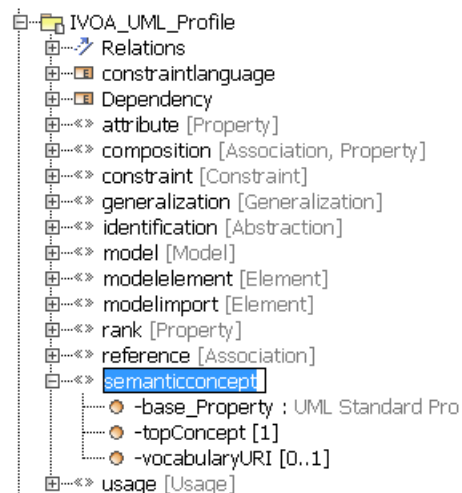 IVOA_UML_Profile
Relations
constraintlanguage
Dependency
«» attribute [Property]
«» composition [Association, Property]
«» constraint [Constraint]
«» generalization [Generalization]
«» identification [Abstraction]
«» model [Model]
«» modelelement [Element]
«» modelimport [Element]
«» rank [Property]
«» reference [Association]
«» semanticconcept
-base_Property : UML Standard Pro
-topConcept [1]
-vocabularyURI [0..1]
«» usage [Usage]